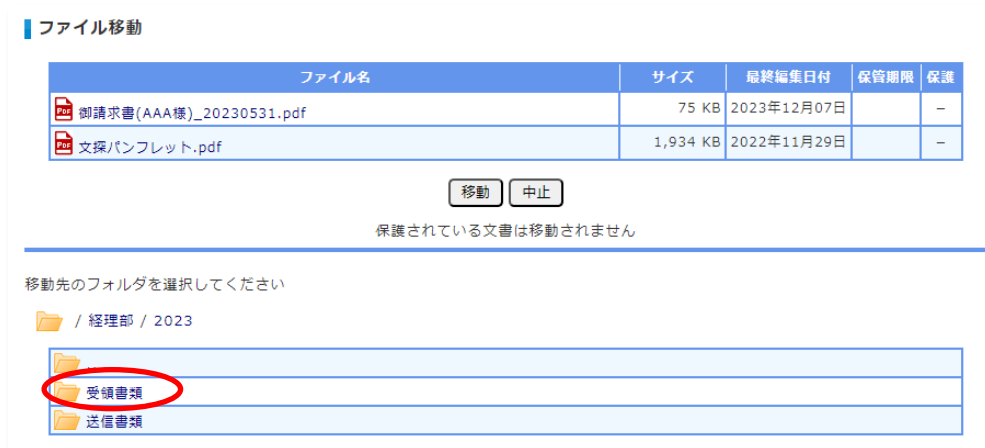 ファイル移動
ファイル名 サイズ 最終編集日付 保管期限 保護
御請求書(AAA様)_20230531.pdf 75 KB 2023年12月07日 –
文探パンフレット.pdf 1,934 KB 2022年11月29日 –
移動 中止
保護されている文書は移動されません
移動先のフォルダを選択してください
/ 経理部 / 2023
..
受領書類
送信書類